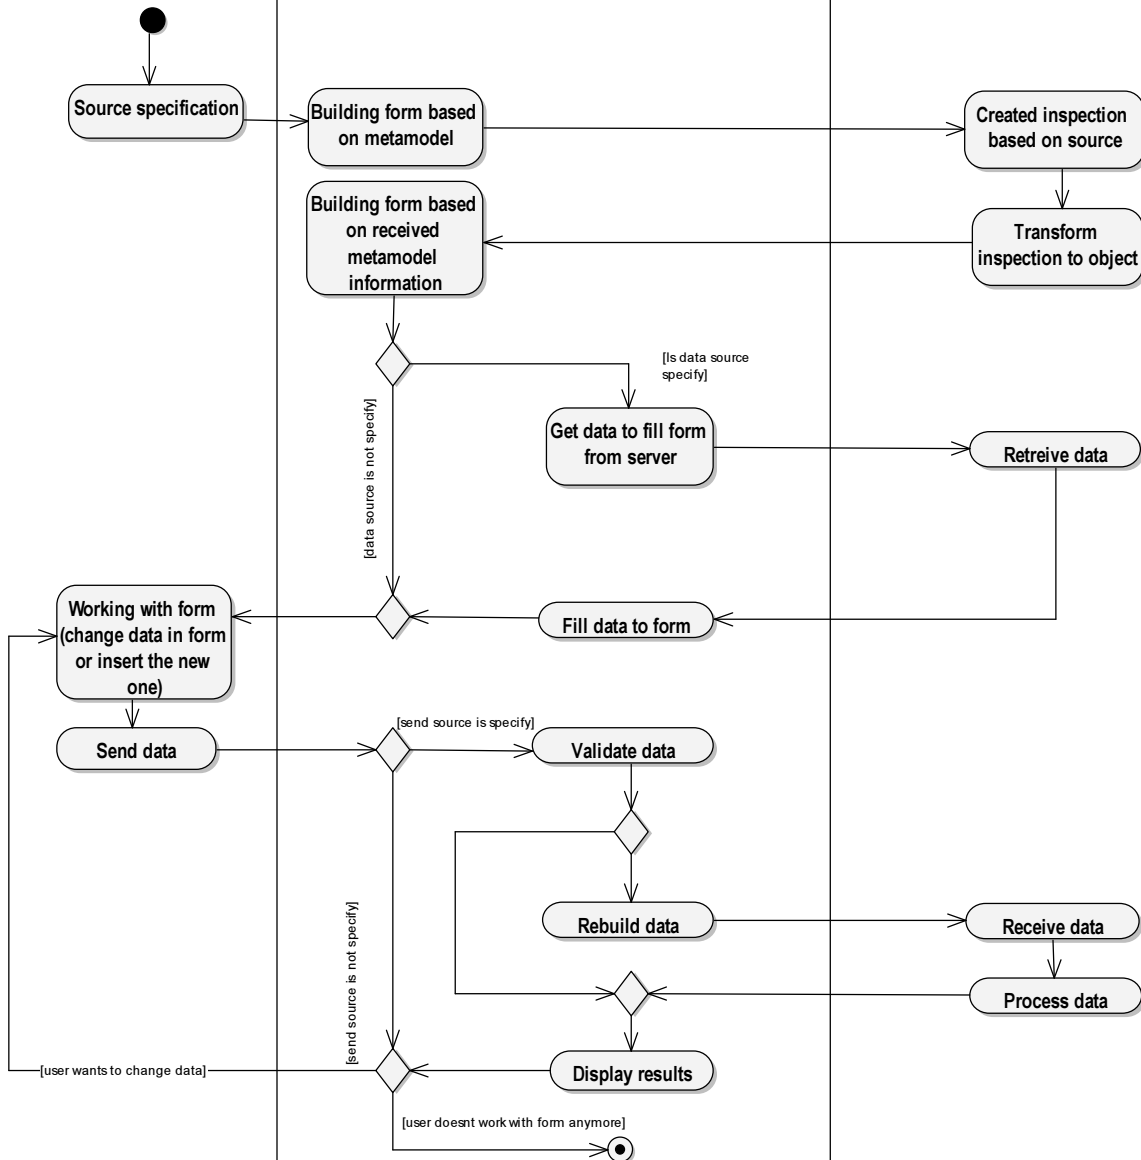 Source specification
Building form based
on metamodel
Created inspection
based on source
Building form based
on received
metamodel
information
Transform
inspection to object
[Is data source
specify]
[data source is not specify]
Get data to fill form
from server
Retreive data
Working with form
(change data in form
or insert the new
one)
Fill data to form
Send data
[send source is specify]
Validate data
[send source is not specify]
Rebuild data
Receive data
Process data
[user wants to change data]
Display results
[user doesnt work with form anymore]